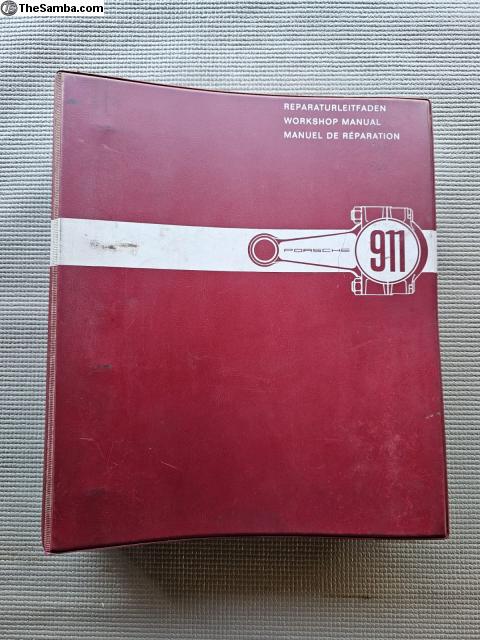 TheSamba.com
REPARATURLEITFADEN
WORKSHOP MANUAL
MANUEL DE RÉPARATION
PORSCHE
911